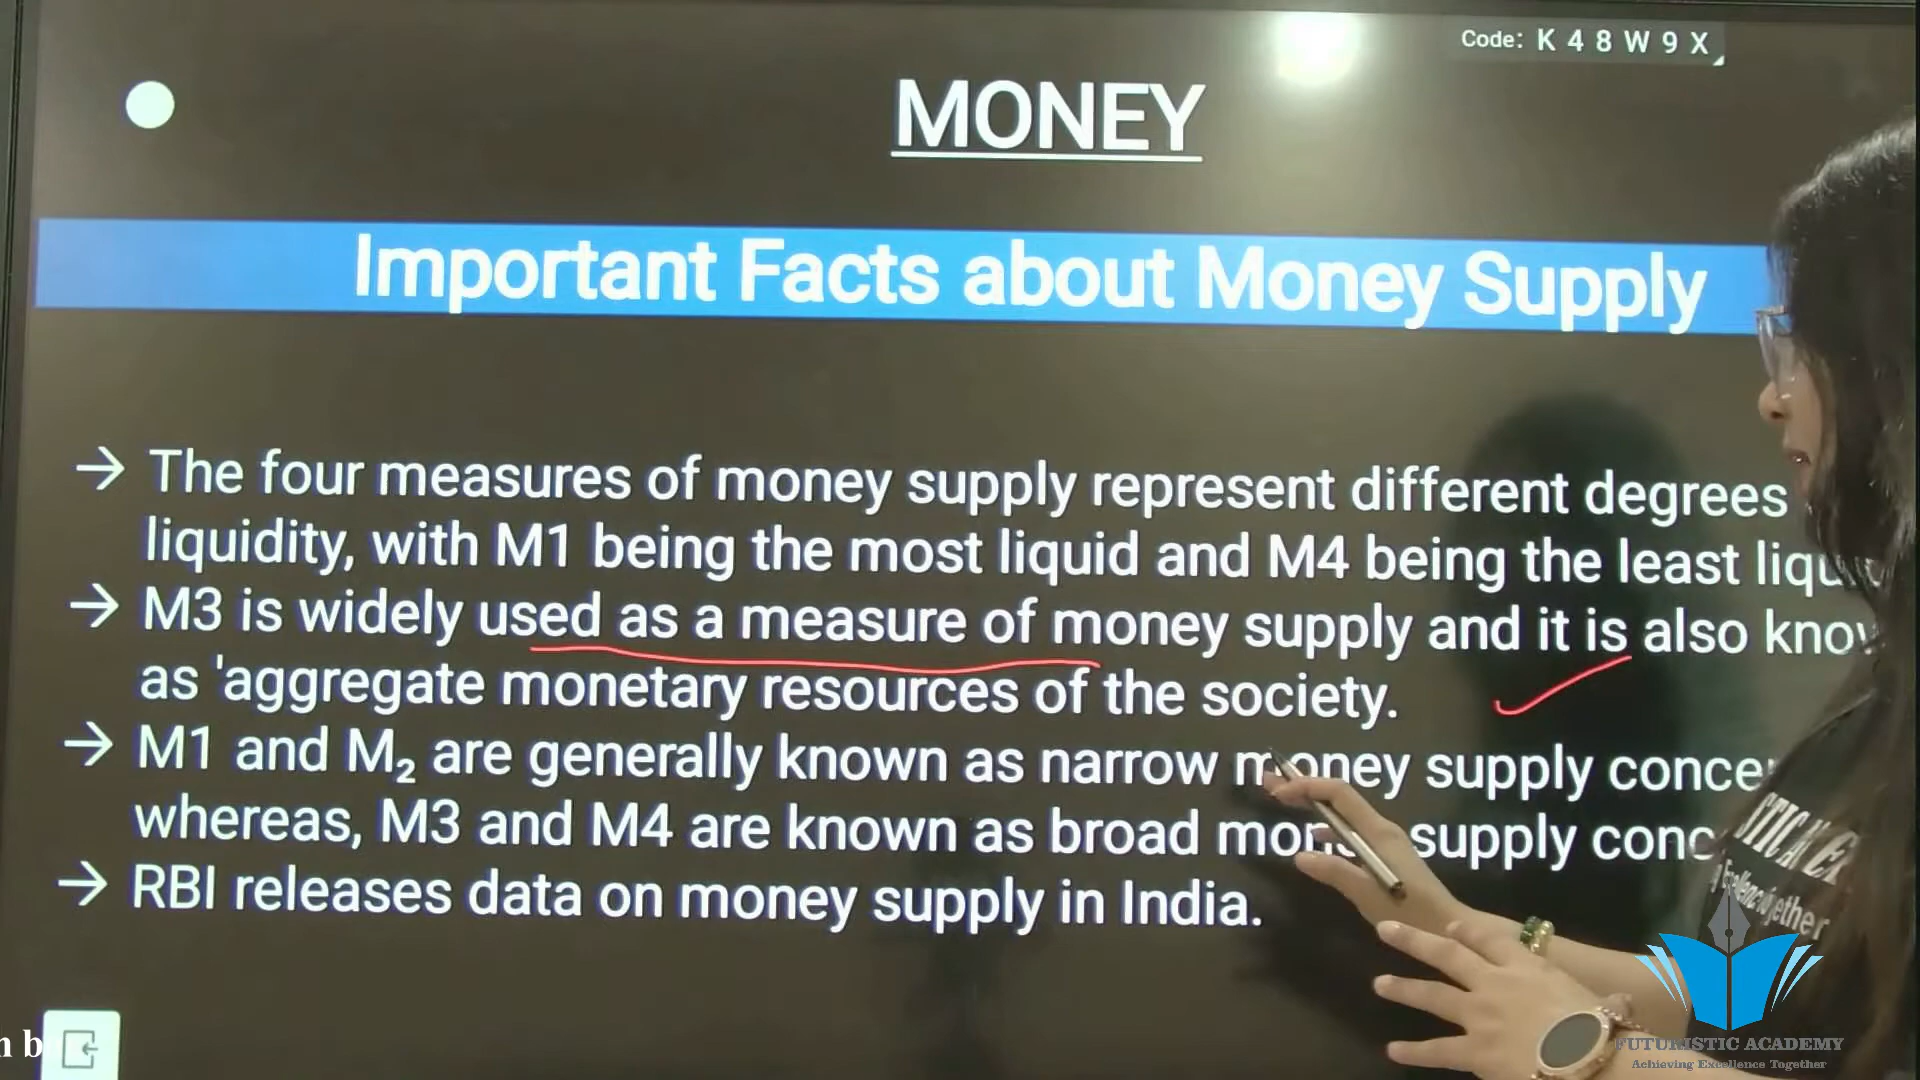 Code: K 4 8 W 9 X
MONEY
Important Facts about Money Supply
→ The four measures of money supply represent different degrees
liquidity, with M1 being the most liquid and M4 being the least
→ M3 is widely used as a measure of money supply and it is also
as 'aggregate monetary resources of the society.
→ M1 and M₂ are generally known as narrow money supply
whereas, M3 and M4 are known as broad supply
→ RBI releases data on money supply in India.
FUTURISTIC ACADEMY
Achieving Excellence Together